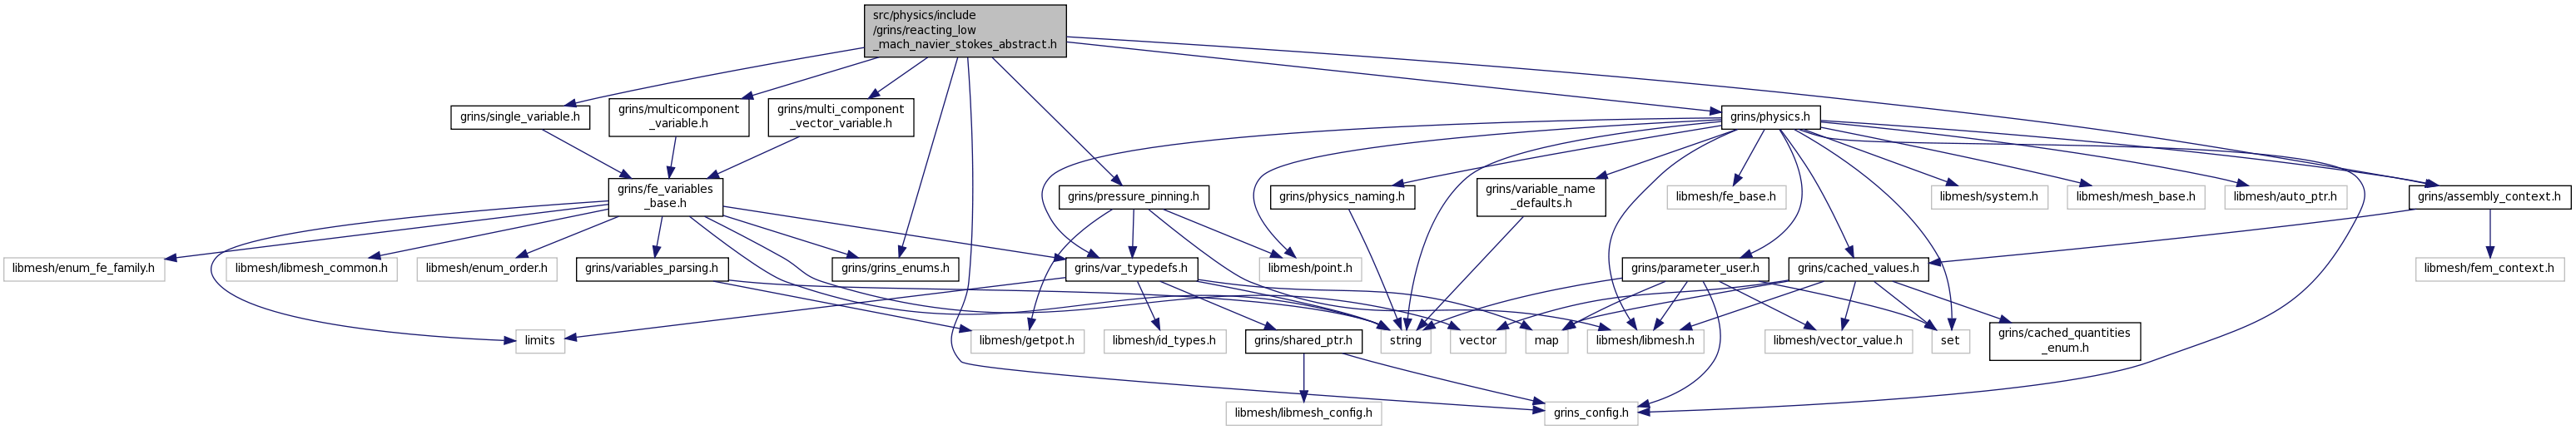 src/physics/include
/grins/reacting_low
_mach_navier_stokes_abstract.h
grins/single_variable.h
grins/multicomponent
_variable.h
grins/multi_component
_vector_variable.h
grins/physics.h
grins/fe_variables
_base.h
grins/pressure_pinning.h
grins/physics_naming.h
grins/variable_name
_defaults.h
libmesh/fe_base.h
libmesh/system.h
libmesh/mesh_base.h
libmesh/auto_ptr.h
grins/assembly_context.h
libmesh/enum_fe_family.h
libmesh/libmesh_common.h
libmesh/enum_order.h
grins/variables_parsing.h
grins/grins_enums.h
grins/var_typedefs.h
libmesh/point.h
grins/parameter_user.h
grins/cached_values.h
libmesh/fem_context.h
limits
libmesh/getpot.h
libmesh/id_types.h
grins/shared_ptr.h
string
vector
map
libmesh/libmesh.h
libmesh/vector_value.h
set
grins/cached_quantities
_enum.h
libmesh/libmesh_config.h
grins_config.h